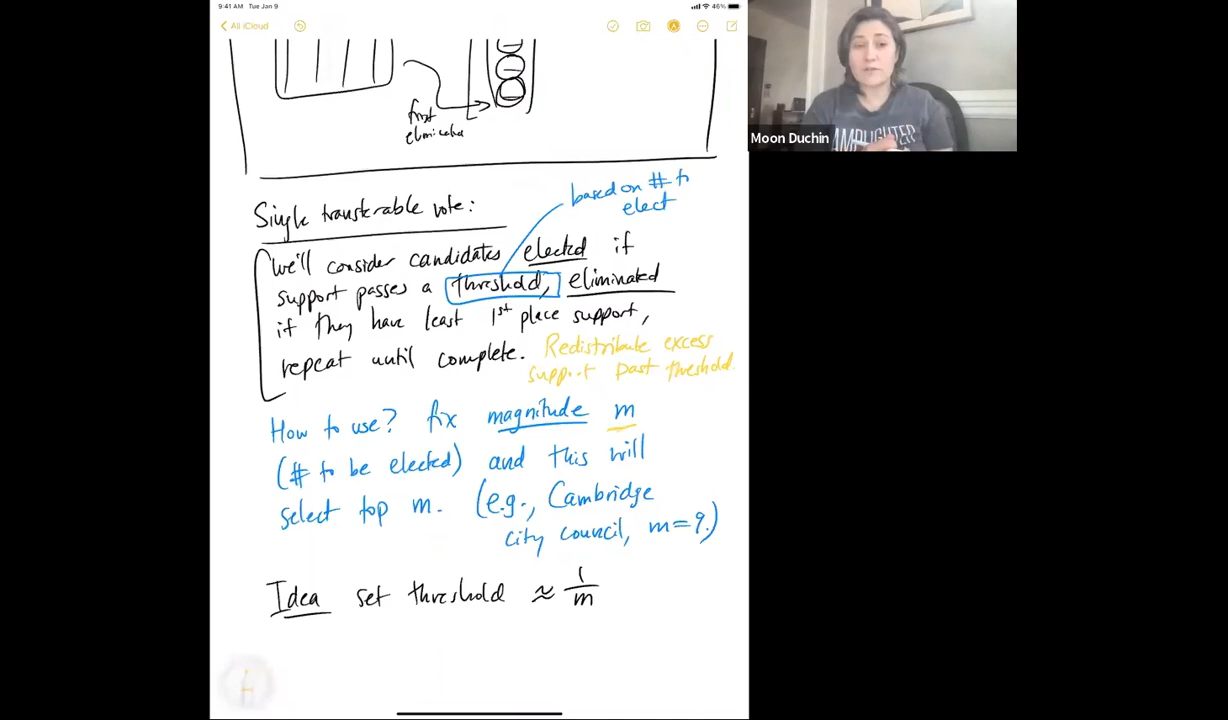 9:41 AM Tue Jan 9
46%
All iCloud
first
eliminated
Single transferable vote:
based on # to
elect
We'll consider candidates elected if
support passes a threshold, eliminated
if they have least 1st place support,
repeat until complete. Redistribute excess
support past threshold.
How to use? fix magnitude m
(# to be elected) and this will
select top m. (e.g., Cambridge
city council, m=9.)
Idea set threshold ≈ 1/m
Moon Duchin